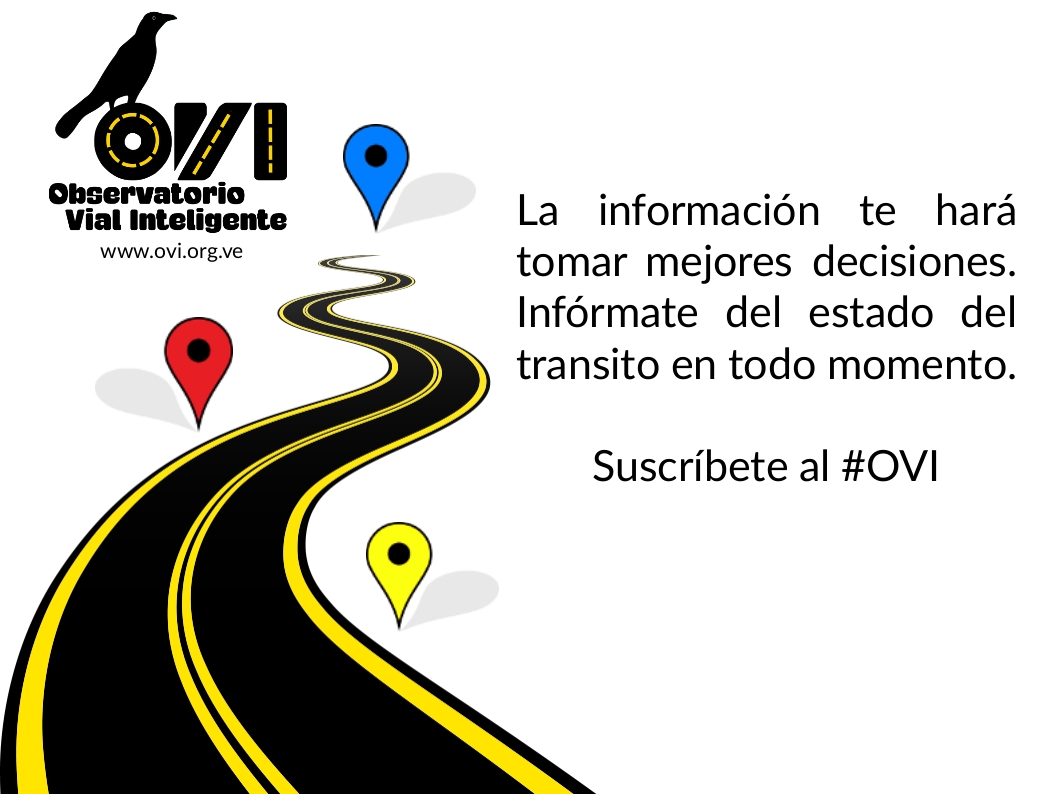 OVI
Observatorio
Vial Inteligente
www.ovi.org.ve
La información te hará
tomar mejores decisiones.
Infórmate del estado del
transito en todo momento.
Suscríbete al #OVI